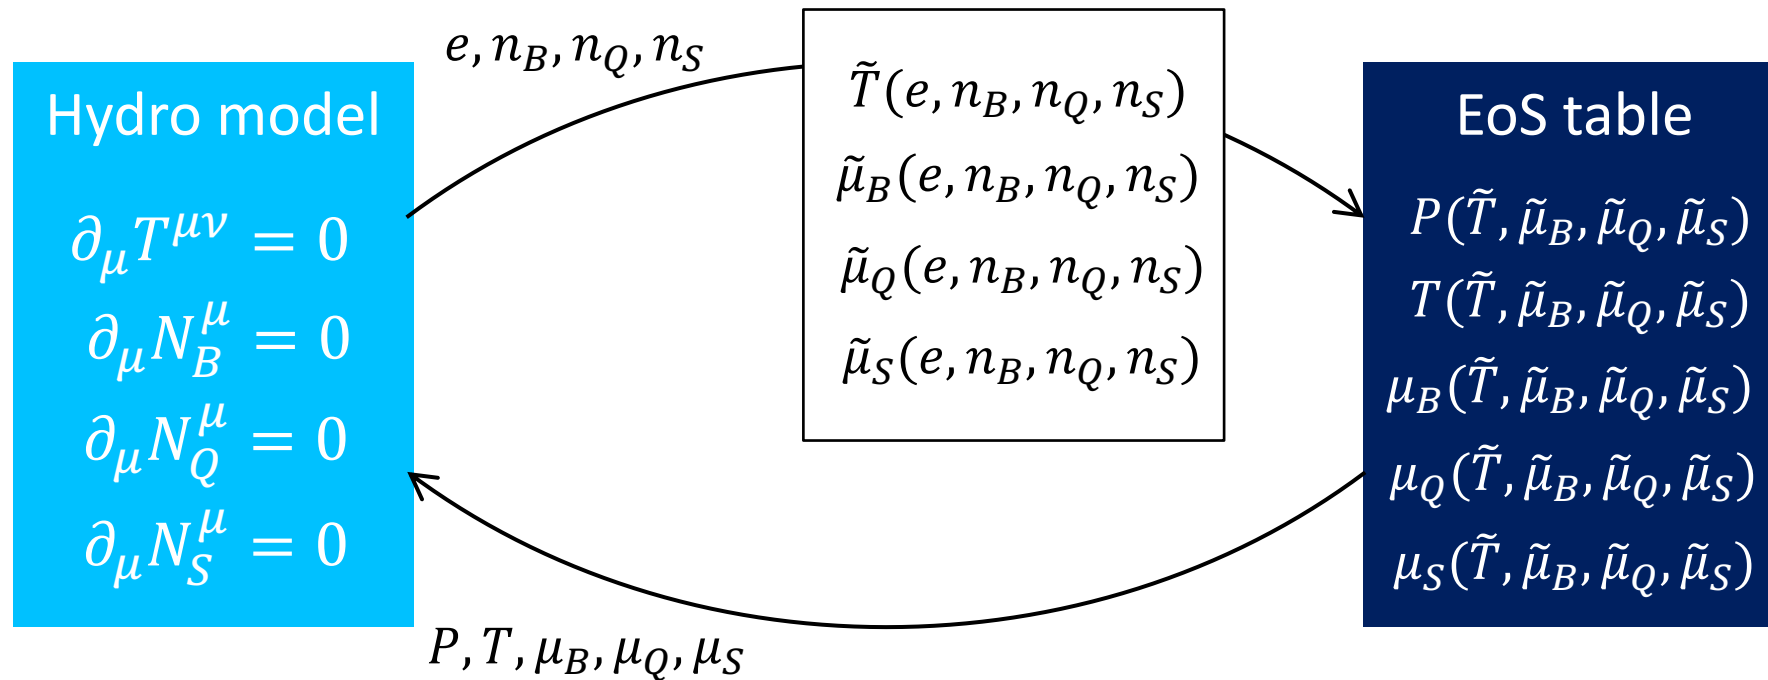 Hydro model
∂_μ T^{μν} = 0
∂_μ N_B^μ = 0
∂_μ N_Q^μ = 0
∂_μ N_S^μ = 0
e, n_B, n_Q, n_S
T̃(e, n_B, n_Q, n_S)
μ̃_B(e, n_B, n_Q, n_S)
μ̃_Q(e, n_B, n_Q, n_S)
μ̃_S(e, n_B, n_Q, n_S)
EoS table
P(T̃, μ̃_B, μ̃_Q, μ̃_S)
T(T̃, μ̃_B, μ̃_Q, μ̃_S)
μ_B(T̃, μ̃_B, μ̃_Q, μ̃_S)
μ_Q(T̃, μ̃_B, μ̃_Q, μ̃_S)
μ_S(T̃, μ̃_B, μ̃_Q, μ̃_S)
P, T, μ_B, μ_Q, μ_S